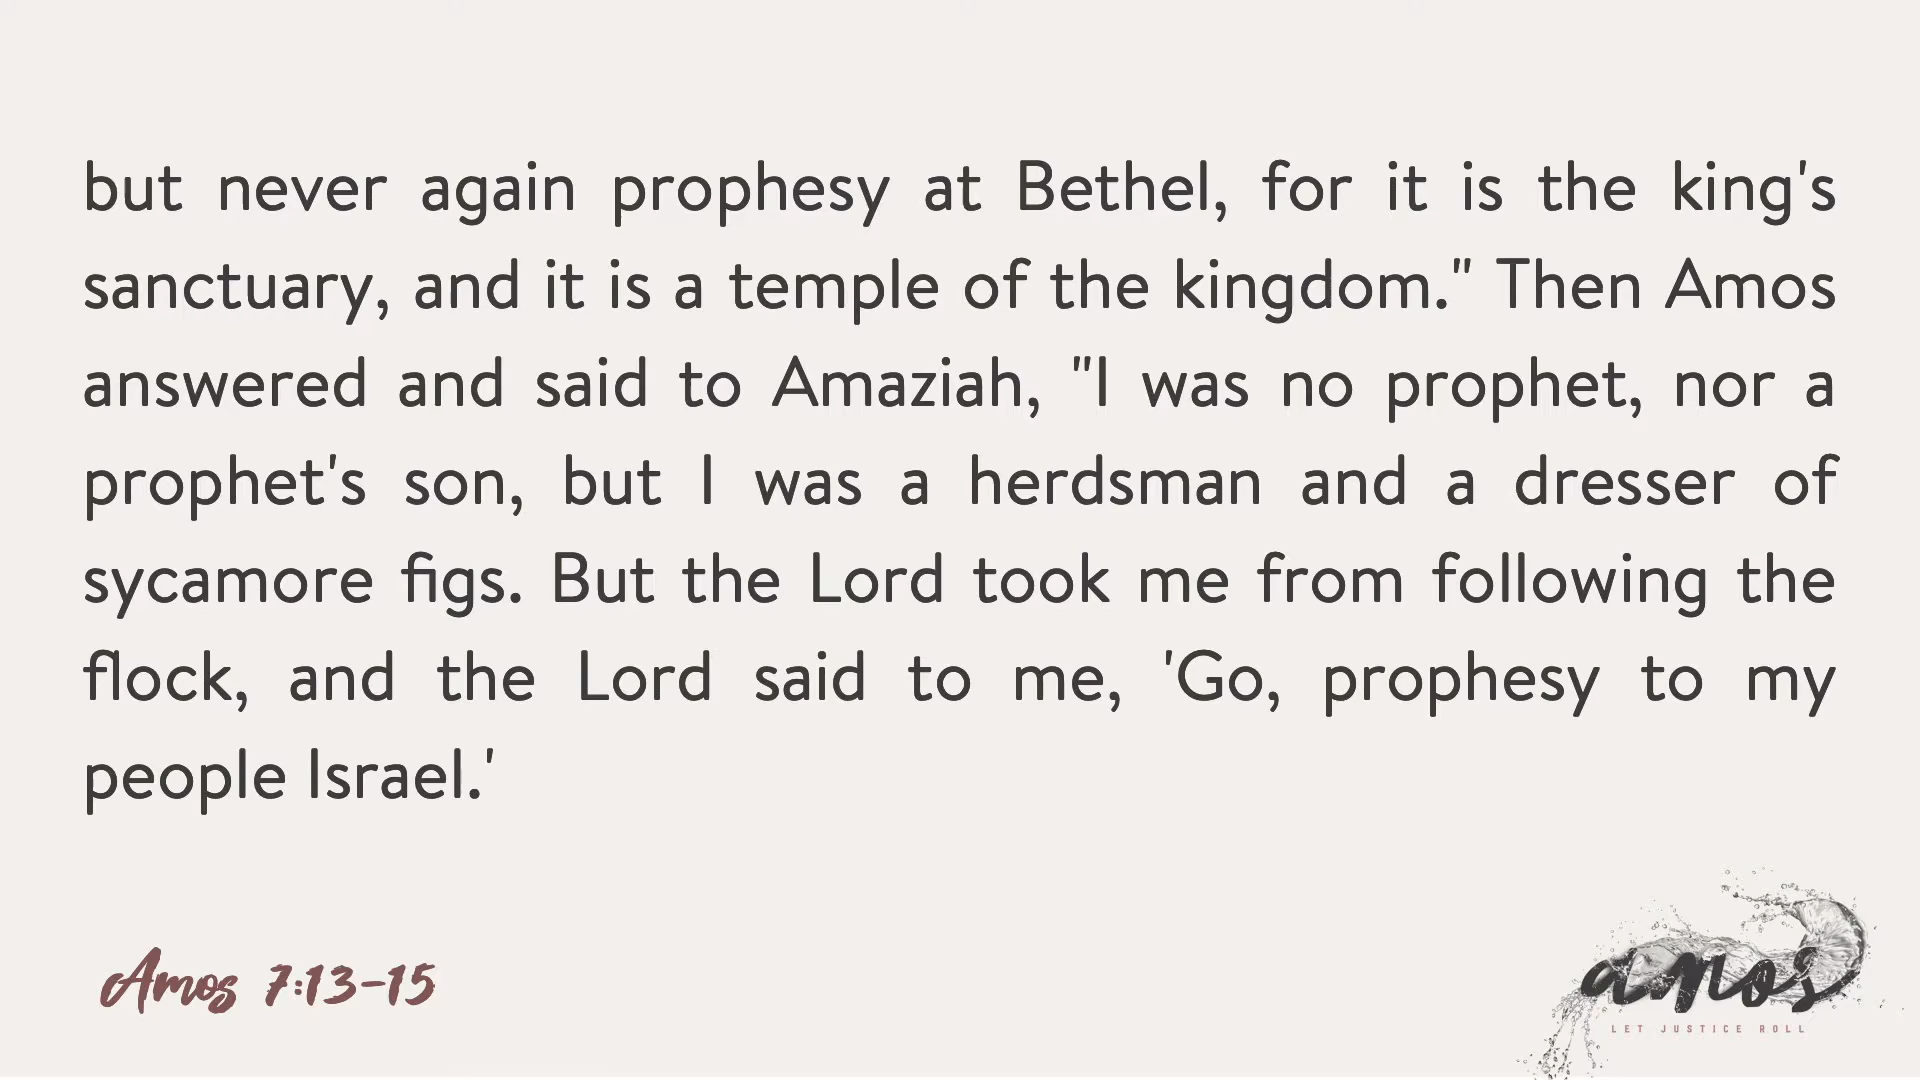 but never again prophesy at Bethel, for it is the king's
sanctuary, and it is a temple of the kingdom." Then Amos
answered and said to Amaziah, "I was no prophet, nor a
prophet's son, but I was a herdsman and a dresser of
sycamore figs. But the Lord took me from following the
flock, and the Lord said to me, 'Go, prophesy to my
people Israel.'
Amos 7:13-15
amos
LET JUSTICE ROLL